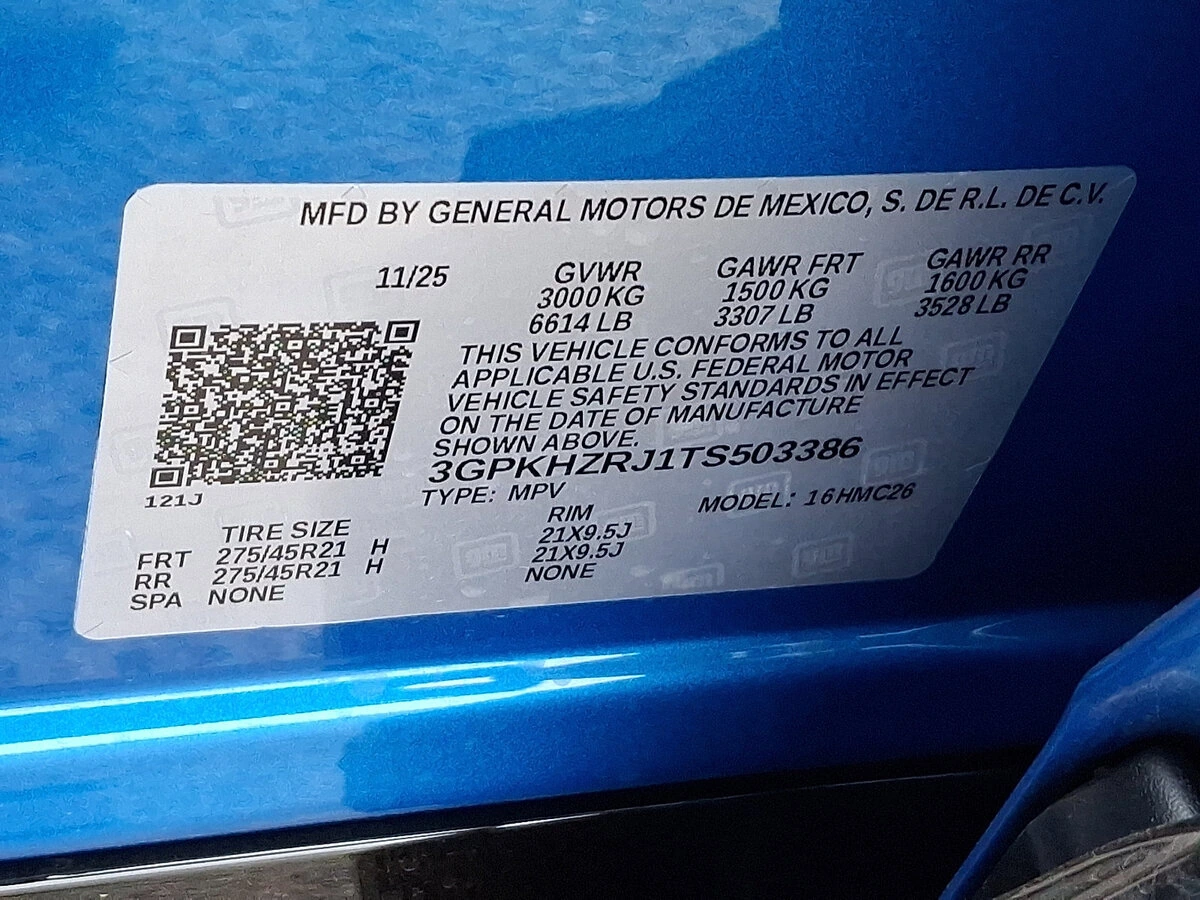 MFD BY GENERAL MOTORS DE MEXICO, S. DE R.L. DE C.V.
11/25 GVWR GAWR FRT GAWR RR
3000 KG 1500 KG 1600 KG
6614 LB 3307 LB 3528 LB
THIS VEHICLE CONFORMS TO ALL
APPLICABLE U.S. FEDERAL MOTOR
VEHICLE SAFETY STANDARDS IN EFFECT
ON THE DATE OF MANUFACTURE
SHOWN ABOVE.
3GPKHZRJ1TS503386
121J
TYPE: MPV MODEL: 16HMC26
TIRE SIZE RIM
FRT 275/45R21 H 21X9.5J
RR 275/45R21 H 21X9.5J
SPA NONE NONE